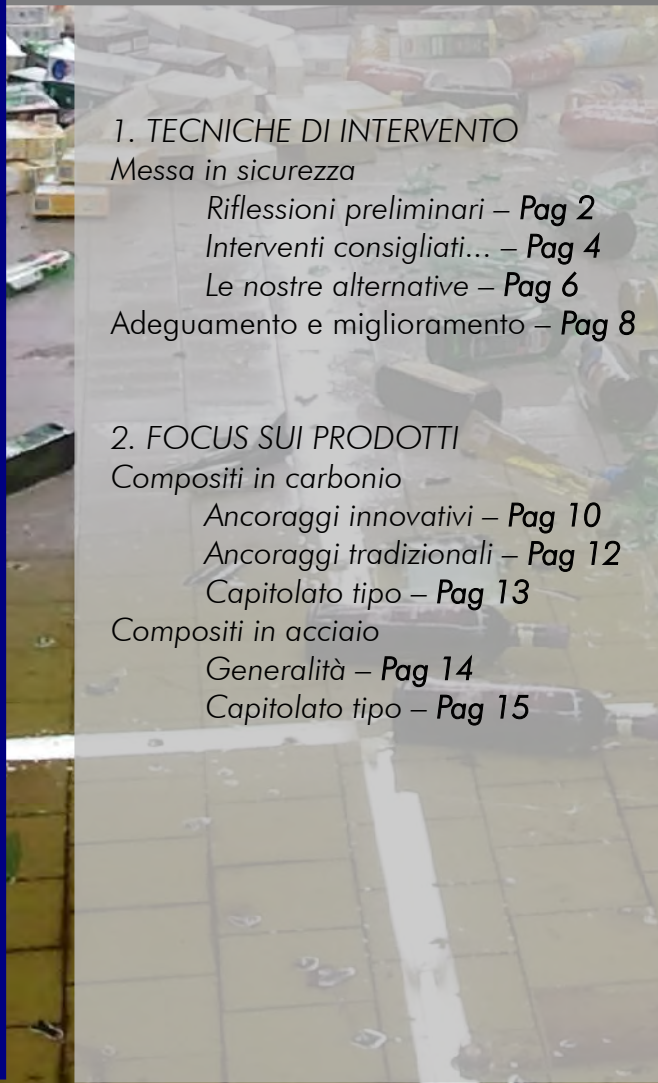 1. TECNICHE DI INTERVENTO
Messa in sicurezza
Riflessioni preliminari – Pag 2
Interventi consigliati... – Pag 4
Le nostre alternative – Pag 6
Adeguamento e miglioramento – Pag 8
2. FOCUS SUI PRODOTTI
Compositi in carbonio
Ancoraggi innovativi – Pag 10
Ancoraggi tradizionali – Pag 12
Capitolato tipo – Pag 13
Compositi in acciaio
Generalità – Pag 14
Capitolato tipo – Pag 15